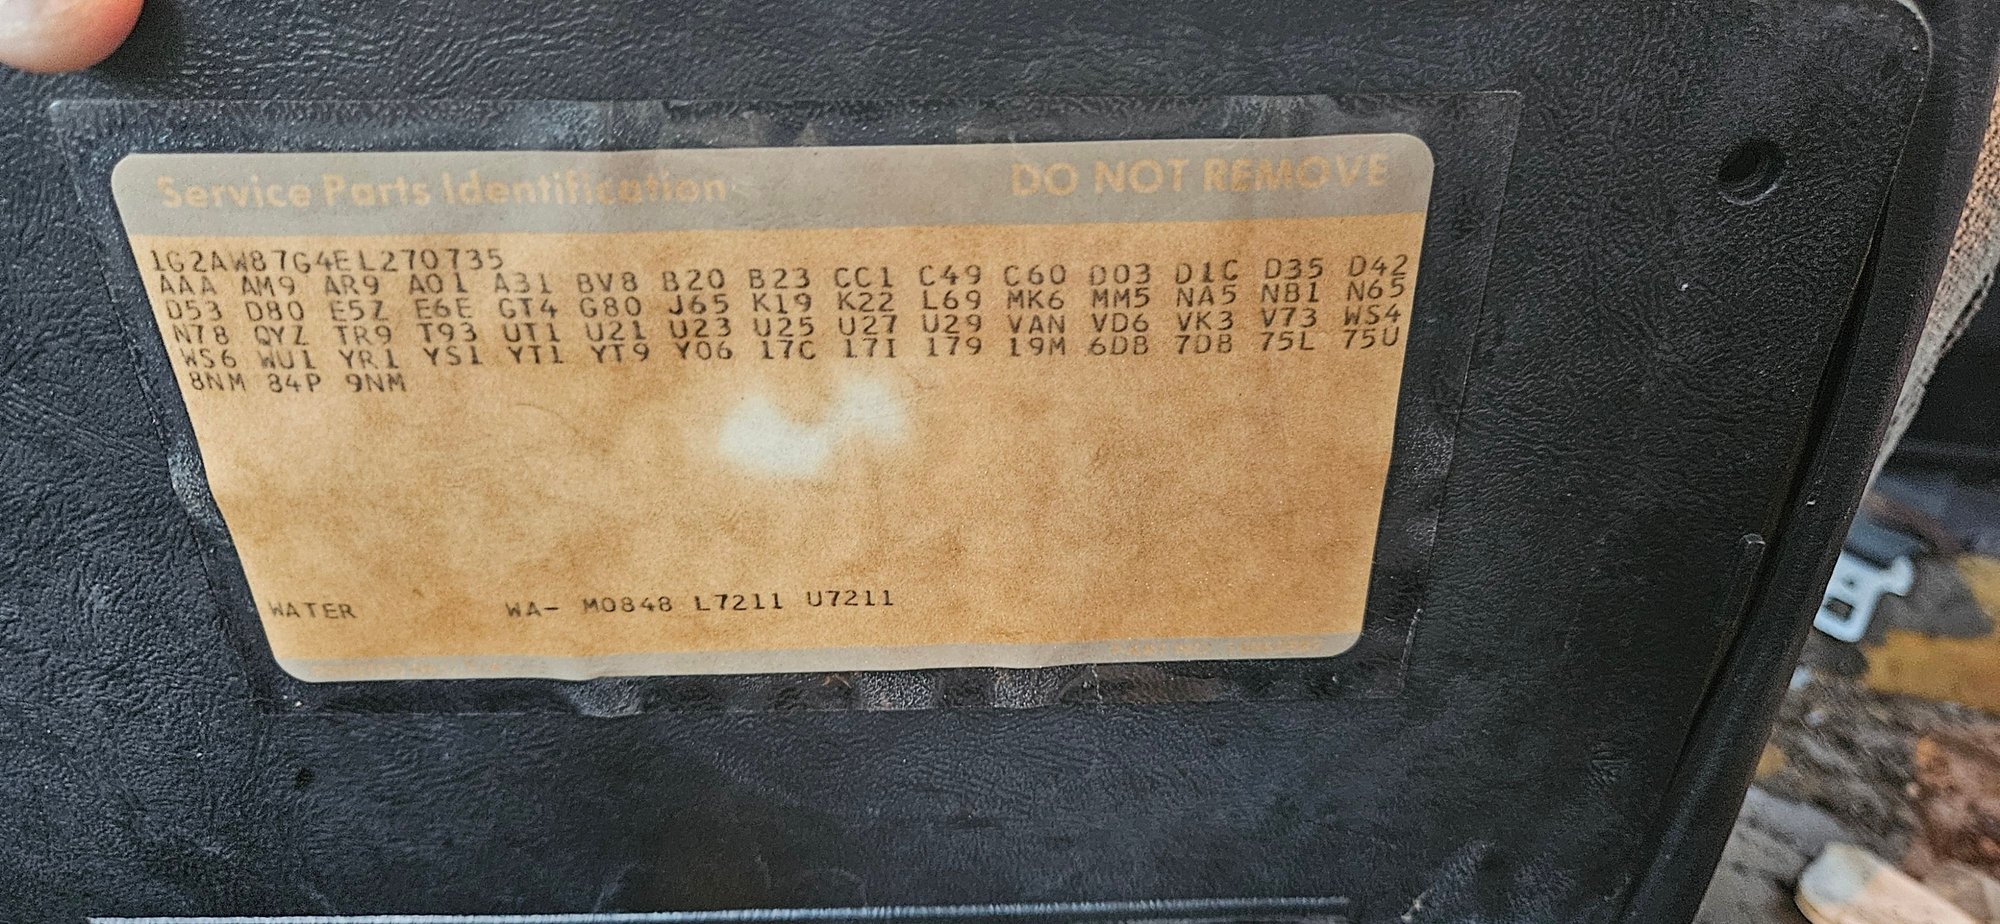 Service Parts Identification DO NOT REMOVE
1G2AW87G4EL270735
AAA AM9 AR9 A01 A31 BV8 B20 B23 CC1 C49 C60 D03 D1C D35 D42
D53 D80 E5Z E6E GT4 G80 J65 K19 K22 L69 MK6 MM5 NA5 NB1 N65
N78 QYZ TR9 T93 UT1 U21 U23 U25 U27 U29 VAN VD6 VK3 V73 WS4
WS6 WU1 YR1 YS1 YT1 YT9 Y06 17C 17I 179 19M 6D8 7D8 75L 75U
8NM 84P 9NM
WATER WA- M0848 L7211 U7211